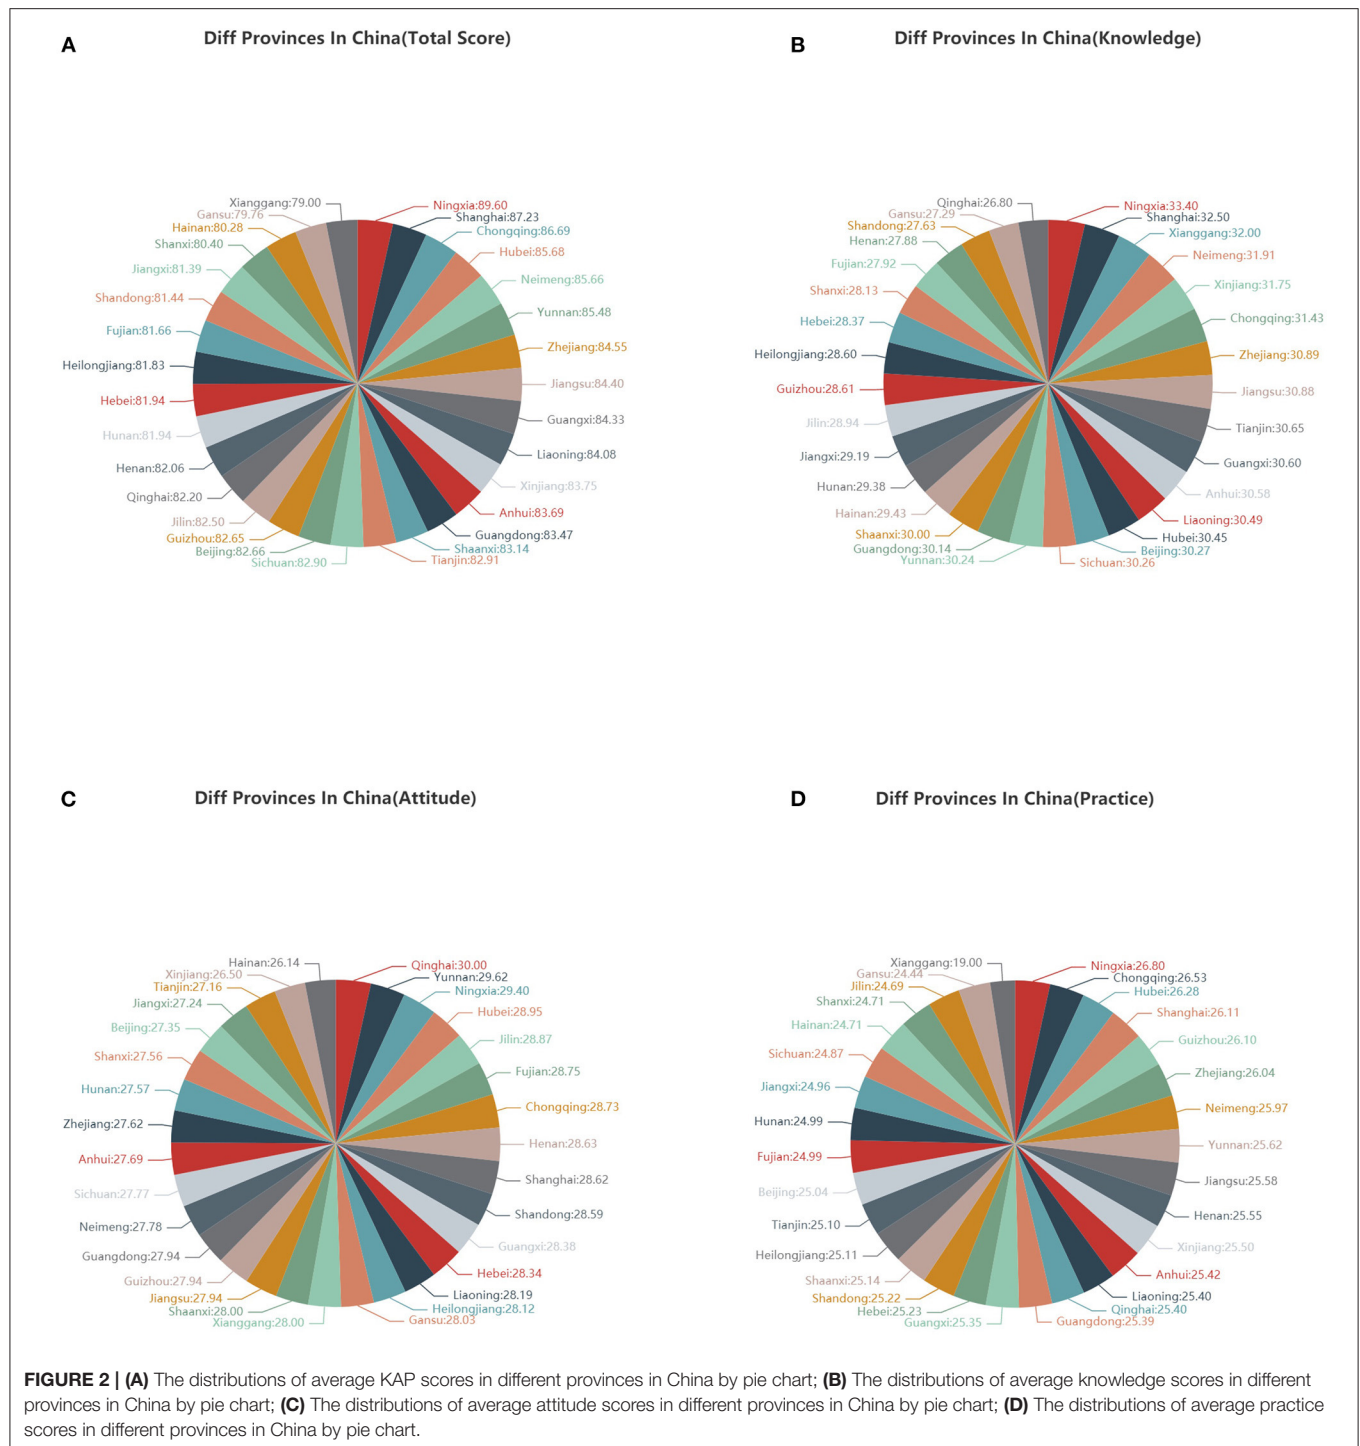 A
Diff Provinces In China(Total Score)
Xianggang:79.00
Gansu:79.76
Hainan:80.28
Shanxi:80.40
Jiangxi:81.39
Shandong:81.44
Fujian:81.66
Heilongjiang:81.83
Hebei:81.94
Hunan:81.94
Henan:82.06
Qinghai:82.20
Jilin:82.50
Guizhou:82.65
Beijing:82.66
Sichuan:82.90
Ningxia:89.60
Shanghai:87.23
Chongqing:86.69
Hubei:85.68
Neimeng:85.66
Yunnan:85.48
Zhejiang:84.55
Jiangsu:84.40
Guangxi:84.33
Liaoning:84.08
Xinjiang:83.75
Anhui:83.69
Guangdong:83.47
Shaanxi:83.14
Tianjin:82.91
B
Diff Provinces In China(Knowledge)
Qinghai:26.80
Gansu:27.29
Shandong:27.63
Henan:27.88
Fujian:27.92
Shanxi:28.13
Hebei:28.37
Heilongjiang:28.60
Guizhou:28.61
Jilin:28.94
Jiangxi:29.19
Hunan:29.38
Hainan:29.43
Shaanxi:30.00
Guangdong:30.14
Yunnan:30.24
Ningxia:33.40
Shanghai:32.50
Xianggang:32.00
Neimeng:31.91
Xinjiang:31.75
Chongqing:31.43
Zhejiang:30.89
Jiangsu:30.88
Tianjin:30.65
Guangxi:30.60
Anhui:30.58
Liaoning:30.49
Hubei:30.45
Beijing:30.27
Sichuan:30.26
C
Diff Provinces In China(Attitude)
Hainan:26.14
Xinjiang:26.50
Tianjin:27.16
Jiangxi:27.24
Beijing:27.35
Shanxi:27.56
Hunan:27.57
Zhejiang:27.62
Anhui:27.69
Sichuan:27.77
Neimeng:27.78
Guangdong:27.94
Guizhou:27.94
Jiangsu:27.94
Shaanxi:28.00
Xianggang:28.00
Qinghai:30.00
Yunnan:29.62
Ningxia:29.40
Hubei:28.95
Jilin:28.87
Fujian:28.75
Chongqing:28.73
Henan:28.63
Shanghai:28.62
Shandong:28.59
Guangxi:28.38
Hebei:28.34
Liaoning:28.19
Heilongjiang:28.12
Gansu:28.03
D
Diff Provinces In China(Practice)
Xianggang:19.00
Gansu:24.44
Jilin:24.69
Shanxi:24.71
Hainan:24.71
Sichuan:24.87
Jiangxi:24.96
Hunan:24.99
Fujian:24.99
Beijing:25.04
Tianjin:25.10
Heilongjiang:25.11
Shaanxi:25.14
Shandong:25.22
Hebei:25.23
Guangxi:25.35
Ningxia:26.80
Chongqing:26.53
Hubei:26.28
Shanghai:26.11
Guizhou:26.10
Zhejiang:26.04
Neimeng:25.97
Yunnan:25.62
Jiangsu:25.58
Henan:25.55
Xinjiang:25.50
Anhui:25.42
Liaoning:25.40
Qinghai:25.40
Guangdong:25.39
FIGURE 2 | (A) The distributions of average KAP scores in different provinces in China by pie chart; (B) The distributions of average knowledge scores in different
provinces in China by pie chart; (C) The distributions of average attitude scores in different provinces in China by pie chart; (D) The distributions of average practice
scores in different provinces in China by pie chart.